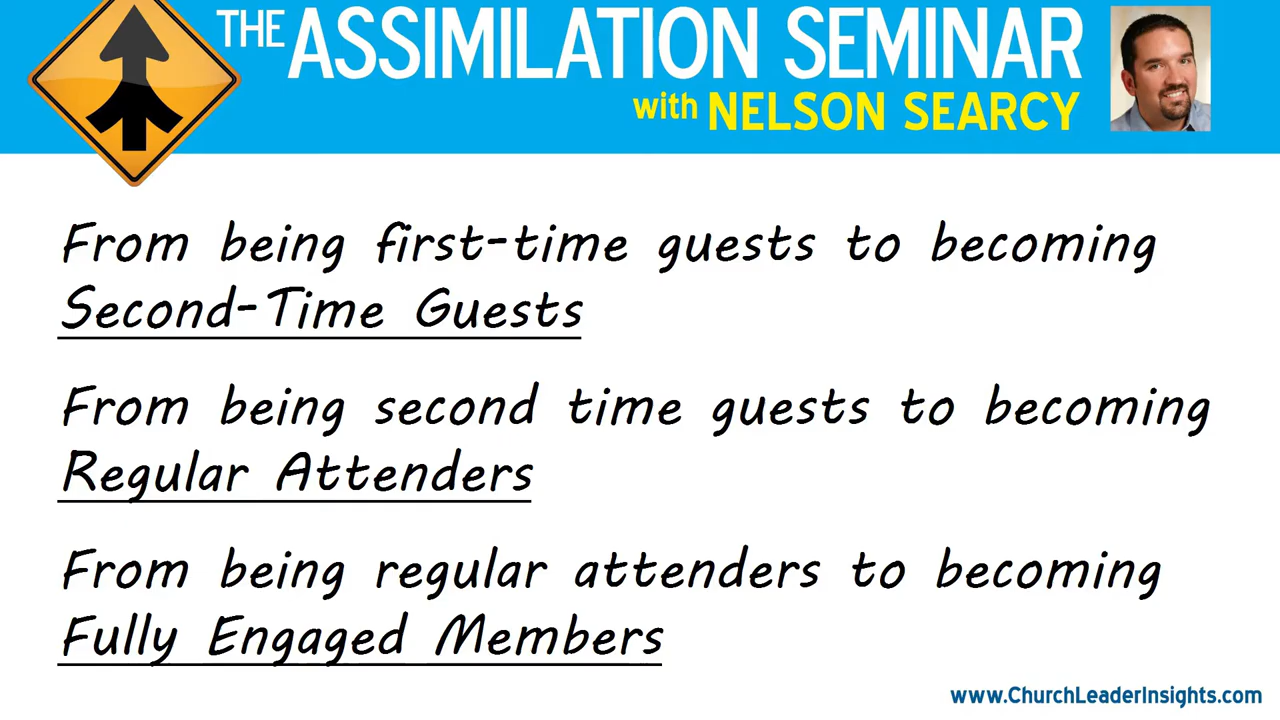 THE ASSIMILATION SEMINAR
with NELSON SEARCY
From being first-time guests to becoming
Second-Time Guests
From being second time guests to becoming
Regular Attenders
From being regular attenders to becoming
Fully Engaged Members
www.ChurchLeaderInsights.com